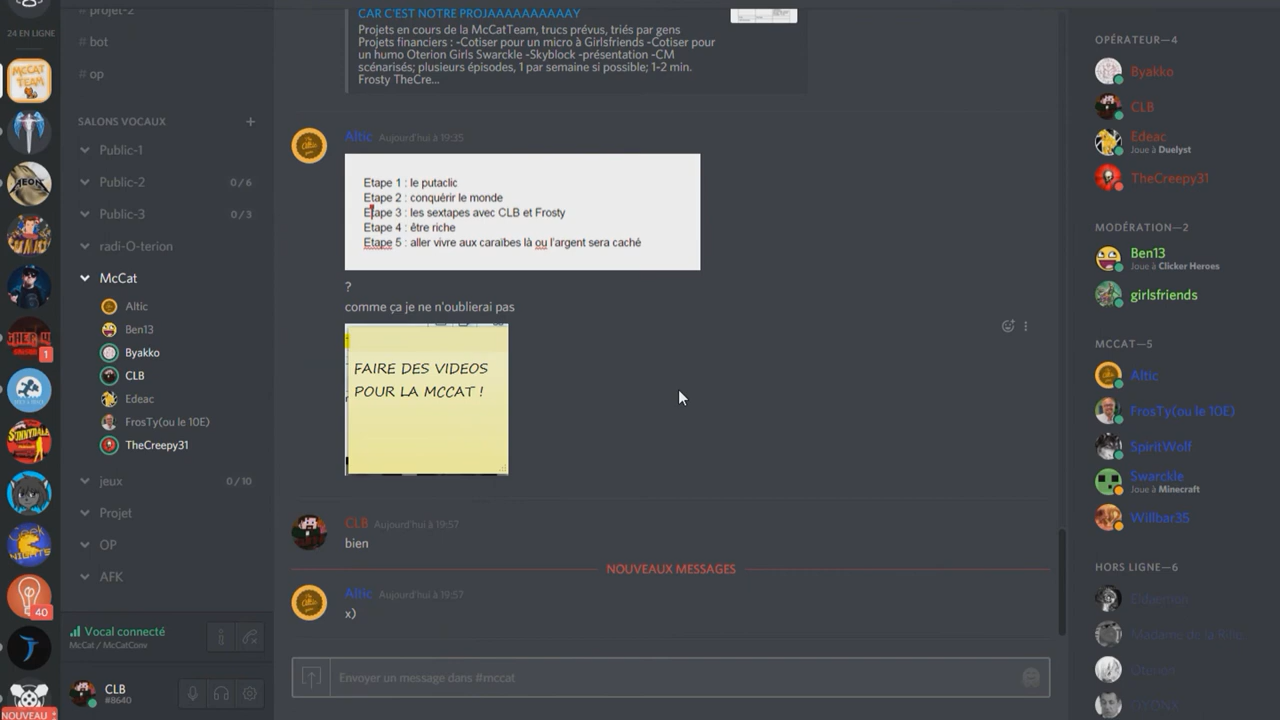 24 EN LIGNE
MCCAT
TEAM
AEON
1
SUNNYDALE
GEEK
NIGHTS
40
NOUVEAU
# projet-2
# bot
# op
SALONS VOCAUX +
Public-1
Public-2 0/6
Public-3 0/3
radi-O-terion
McCat
Altic
Ben13
Byakko
CLB
Edeac
FrosTy(ou le 10E)
TheCreepy31
jeux 0/10
Projet
OP
AFK
Vocal connecté
McCat / McCatConv
CLB
#8640
CAR C'EST NOTRE PROJAAAAAAAAAY
Projets en cours de la McCatTeam, trucs prévus, triés par gens
Projets financiers : -Cotiser pour un micro à Girlsfriends -Cotiser pour
un humo Oterion Girls Swarckle -Skyblock -présentation -CM
scénarisés; plusieurs épisodes, 1 par semaine si possible; 1-2 min.
Frosty TheCre...
Altic Aujourd'hui à 19:35
Etape 1 : le putaclic
Etape 2 : conquérir le monde
Etape 3 : les sextapes avec CLB et Frosty
Etape 4 : être riche
Etape 5 : aller vivre aux caraïbes là ou l'argent sera caché
?
comme ça je ne n'oublierai pas
FAIRE DES VIDEOS
POUR LA MCCAT !
CLB Aujourd'hui à 19:57
bien
NOUVEAUX MESSAGES
Altic Aujourd'hui à 19:57
x)
Envoyer un message dans #mccat
OPÉRATEUR—4
Byakko
CLB
Edeac
Joue à Duelyst
TheCreepy31
MODÉRATION—2
Ben13
Joue à Clicker Heroes
girlsfriends
MCCAT—5
Altic
FrosTy(ou le 10E)
SpiritWolf
Swarckle
Joue à Minecraft
Willbar35
HORS LIGNE—6
Oterion